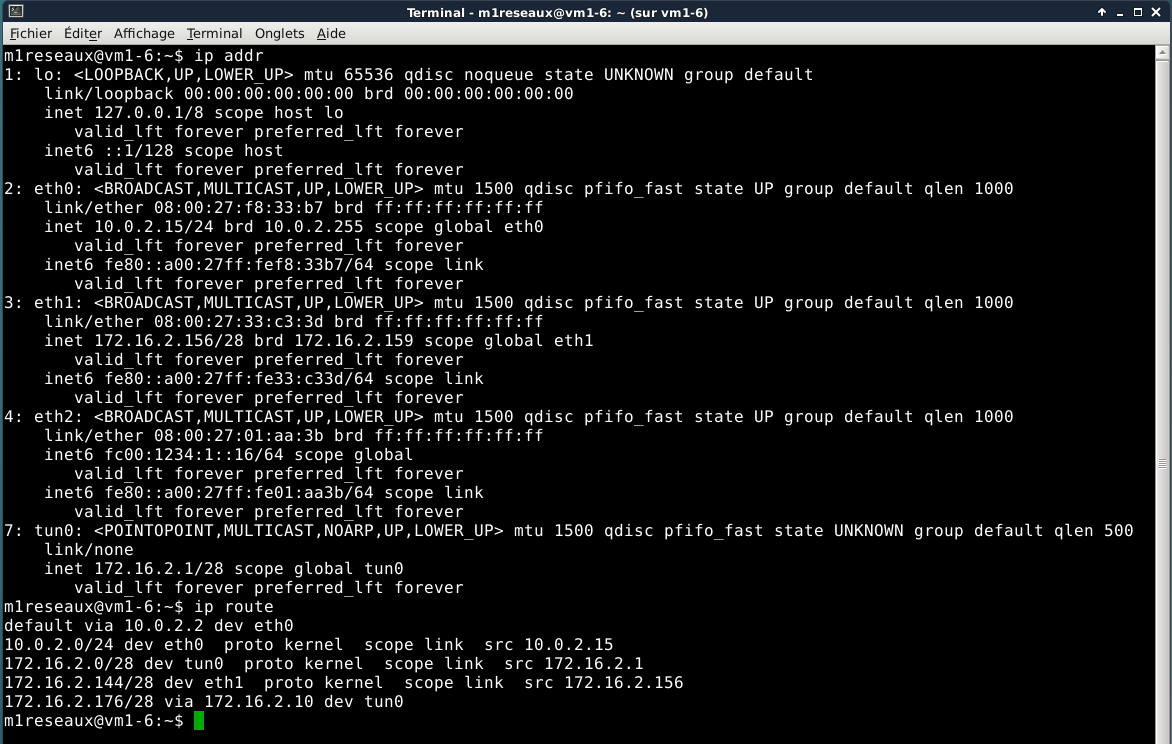 Terminal - m1reseaux@vm1-6: ~ (sur vm1-6)
Fichier Éditer Affichage Terminal Onglets Aide
m1reseaux@vm1-6:~$ ip addr
1: lo: <LOOPBACK,UP,LOWER_UP> mtu 65536 qdisc noqueue state UNKNOWN group default
    link/loopback 00:00:00:00:00:00 brd 00:00:00:00:00:00
    inet 127.0.0.1/8 scope host lo
       valid_lft forever preferred_lft forever
    inet6 ::1/128 scope host
       valid_lft forever preferred_lft forever
2: eth0: <BROADCAST,MULTICAST,UP,LOWER_UP> mtu 1500 qdisc pfifo_fast state UP group default qlen 1000
    link/ether 08:00:27:f8:33:b7 brd ff:ff:ff:ff:ff:ff
    inet 10.0.2.15/24 brd 10.0.2.255 scope global eth0
       valid_lft forever preferred_lft forever
    inet6 fe80::a00:27ff:fef8:33b7/64 scope link
       valid_lft forever preferred_lft forever
3: eth1: <BROADCAST,MULTICAST,UP,LOWER_UP> mtu 1500 qdisc pfifo_fast state UP group default qlen 1000
    link/ether 08:00:27:33:c3:3d brd ff:ff:ff:ff:ff:ff
    inet 172.16.2.156/28 brd 172.16.2.159 scope global eth1
       valid_lft forever preferred_lft forever
    inet6 fe80::a00:27ff:fe33:c33d/64 scope link
       valid_lft forever preferred_lft forever
4: eth2: <BROADCAST,MULTICAST,UP,LOWER_UP> mtu 1500 qdisc pfifo_fast state UP group default qlen 1000
    link/ether 08:00:27:01:aa:3b brd ff:ff:ff:ff:ff:ff
    inet6 fc00:1234:1::16/64 scope global
       valid_lft forever preferred_lft forever
    inet6 fe80::a00:27ff:fe01:aa3b/64 scope link
       valid_lft forever preferred_lft forever
7: tun0: <POINTOPOINT,MULTICAST,NOARP,UP,LOWER_UP> mtu 1500 qdisc pfifo_fast state UNKNOWN group default qlen 500
    link/none
    inet 172.16.2.1/28 scope global tun0
       valid_lft forever preferred_lft forever
m1reseaux@vm1-6:~$ ip route
default via 10.0.2.2 dev eth0
10.0.2.0/24 dev eth0  proto kernel  scope link  src 10.0.2.15
172.16.2.0/28 dev tun0  proto kernel  scope link  src 172.16.2.1
172.16.2.144/28 dev eth1  proto kernel  scope link  src 172.16.2.156
172.16.2.176/28 via 172.16.2.10 dev tun0
m1reseaux@vm1-6:~$